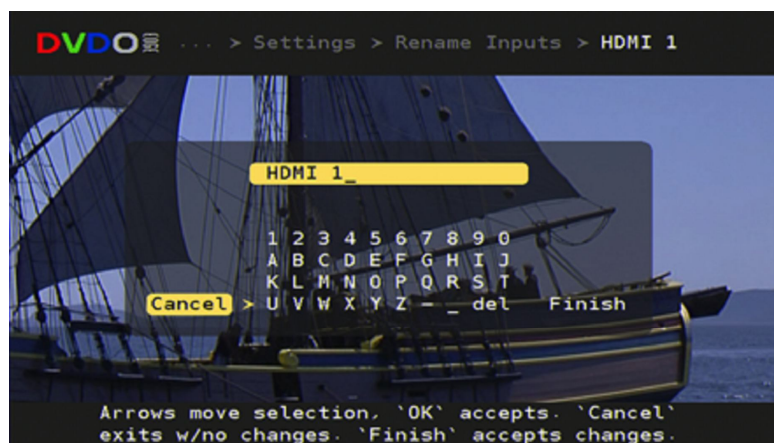 DVDO EDGE ... > Settings > Rename Inputs > HDMI 1
HDMI 1_
1 2 3 4 5 6 7 8 9 0
A B C D E F G H I J
K L M N O P Q R S T
Cancel > U V W X Y Z - _ del Finish
Arrows move selection, `OK` accepts. `Cancel`
exits w/no changes. `Finish` accepts changes.